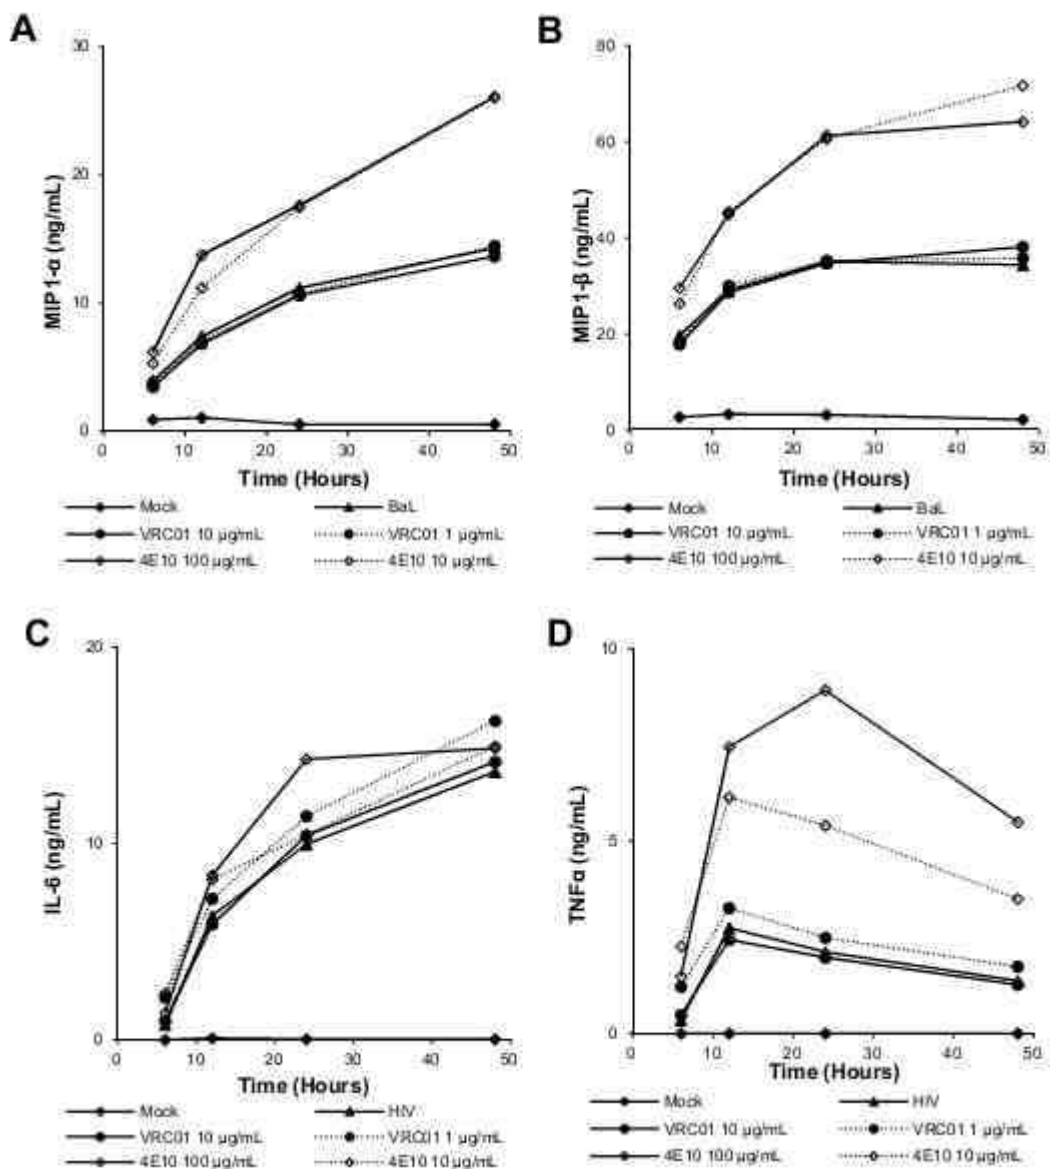 A
B
30
20
10
0
MIP1-α (ng/mL)
0 10 20 30 40 50
Time (Hours)
80
60
40
20
0
MIP1-β (ng/mL)
0 10 20 30 40 50
Time (Hours)
Mock BaL
VRC01 10 µg/mL VRC01 1 µg/mL
4E10 100 µg/mL 4E10 10 µg/mL
Mock BaL
VRC01 10 µg/mL VRC01 1 µg/mL
4E10 100 µg/mL 4E10 10 µg/mL
C
D
20
10
0
IL-6 (ng/mL)
0 10 20 30 40 50
Time (Hours)
10
5
0
TNFα (ng/mL)
0 10 20 30 40 50
Time (Hours)
Mock HIV
VRC01 10 µg/mL VRC01 1 µg/mL
4E10 100 µg/mL 4E10 10 µg/mL
Mock HIV
VRC01 10 µg/mL VRC01 1 µg/mL
4E10 100 µg/mL 4E10 10 µg/mL